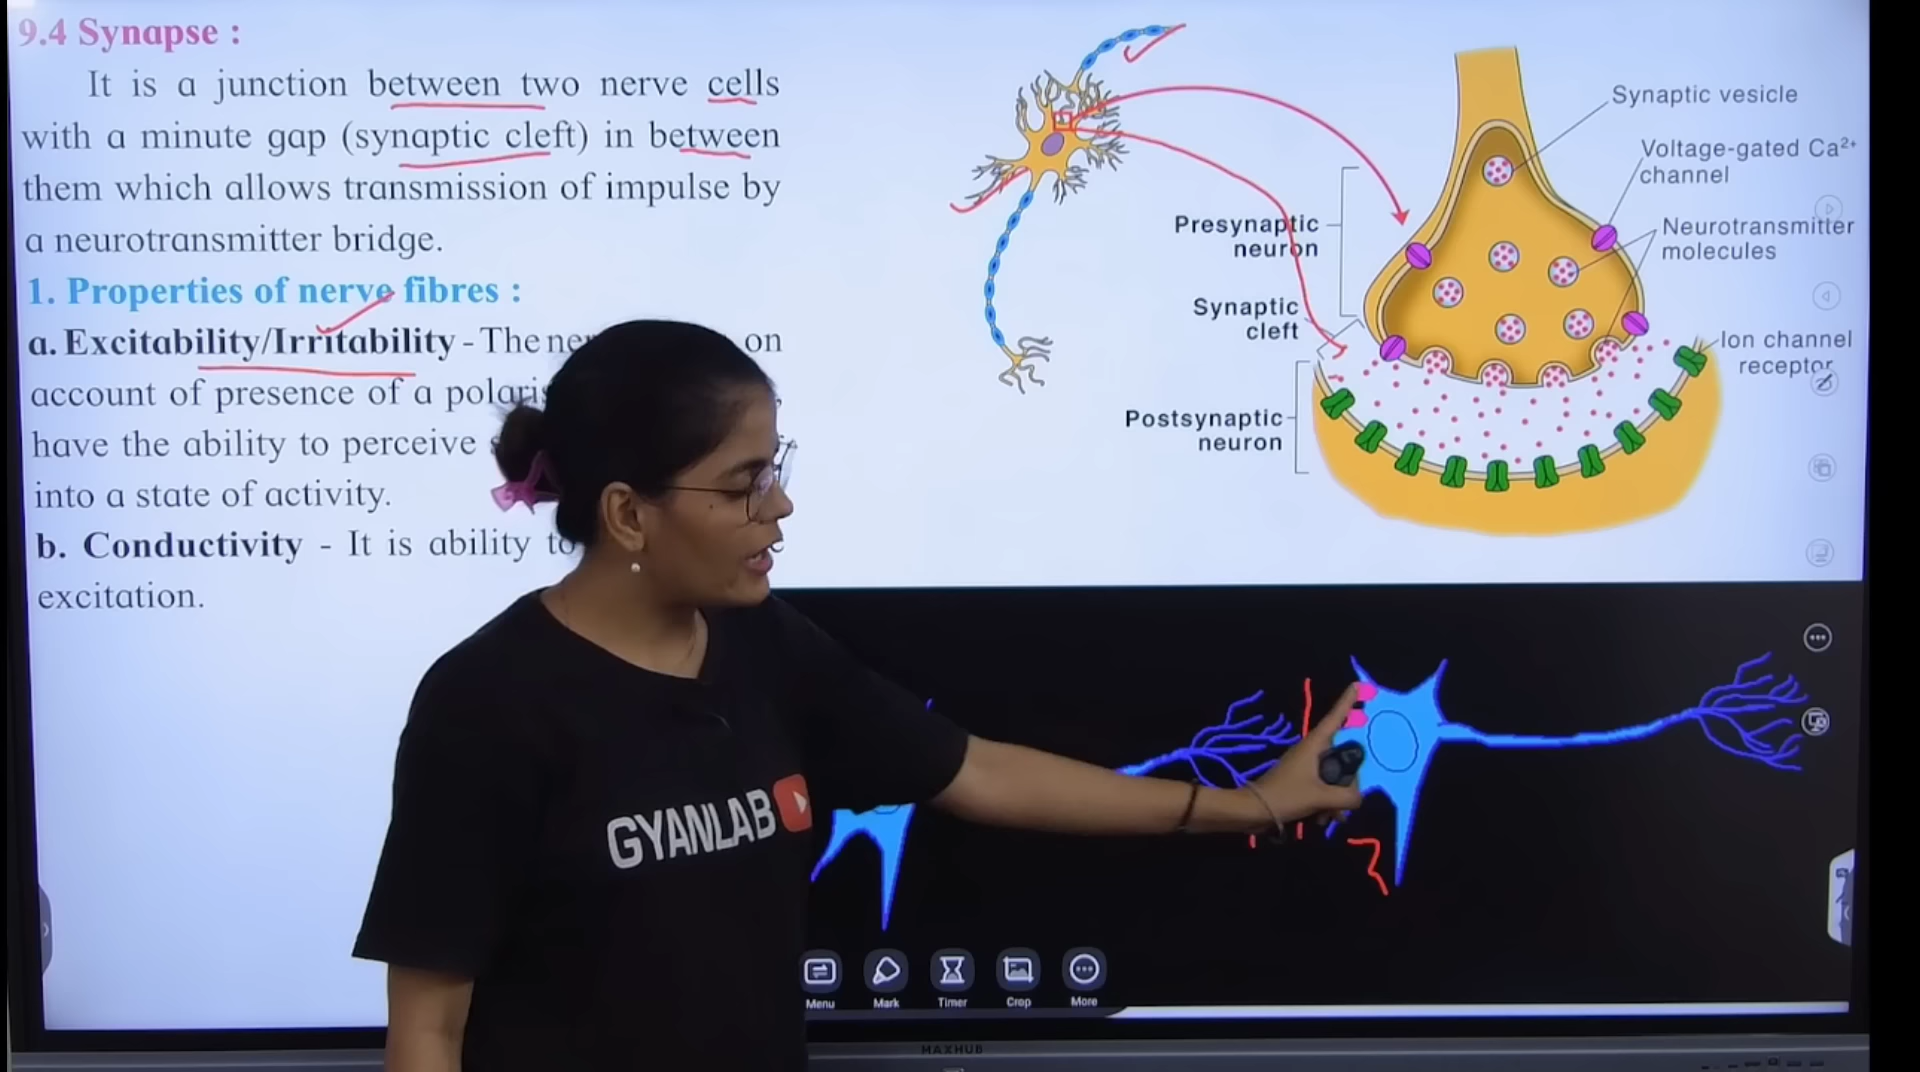 9.4 Synapse :
It is a junction between two nerve cells
with a minute gap (synaptic cleft) in between
them which allows transmission of impulse by
a neurotransmitter bridge.
1. Properties of nerve fibres :
a. Excitability/Irritability - The on
account of presence of a
have the ability to perceive
into a state of activity.
b. Conductivity - It is ability to
excitation.
Synaptic vesicle
Voltage-gated Ca²⁺
channel
Neurotransmitter
molecules
Presynaptic
neuron
Synaptic
cleft
Ion channel
receptor
Postsynaptic
neuron
GYANLAB
Menu Mark Timer Crop More
MAXHUB